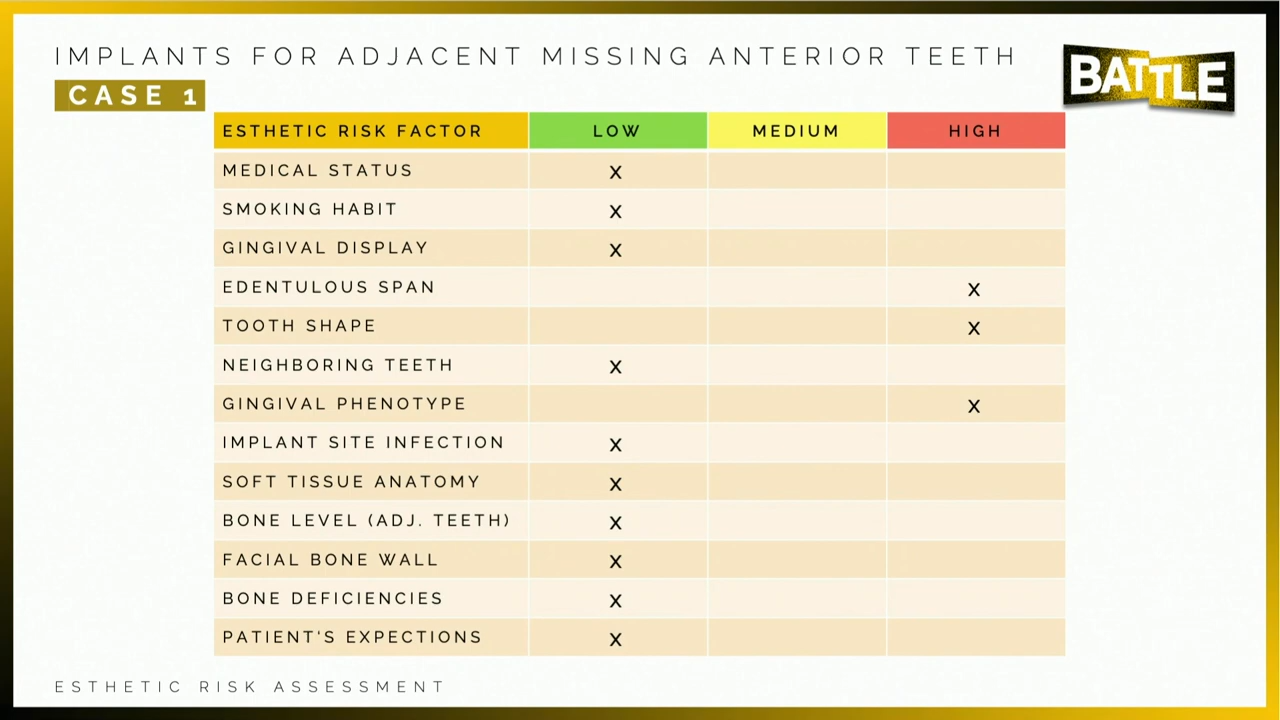 IMPLANTS FOR ADJACENT MISSING ANTERIOR TEETH
BATTLE
CASE 1
ESTHETIC RISK FACTOR LOW MEDIUM HIGH
MEDICAL STATUS X
SMOKING HABIT X
GINGIVAL DISPLAY X
EDENTULOUS SPAN X
TOOTH SHAPE X
NEIGHBORING TEETH X
GINGIVAL PHENOTYPE X
IMPLANT SITE INFECTION X
SOFT TISSUE ANATOMY X
BONE LEVEL (ADJ. TEETH) X
FACIAL BONE WALL X
BONE DEFICIENCIES X
PATIENT'S EXPECTIONS X
ESTHETIC RISK ASSESSMENT